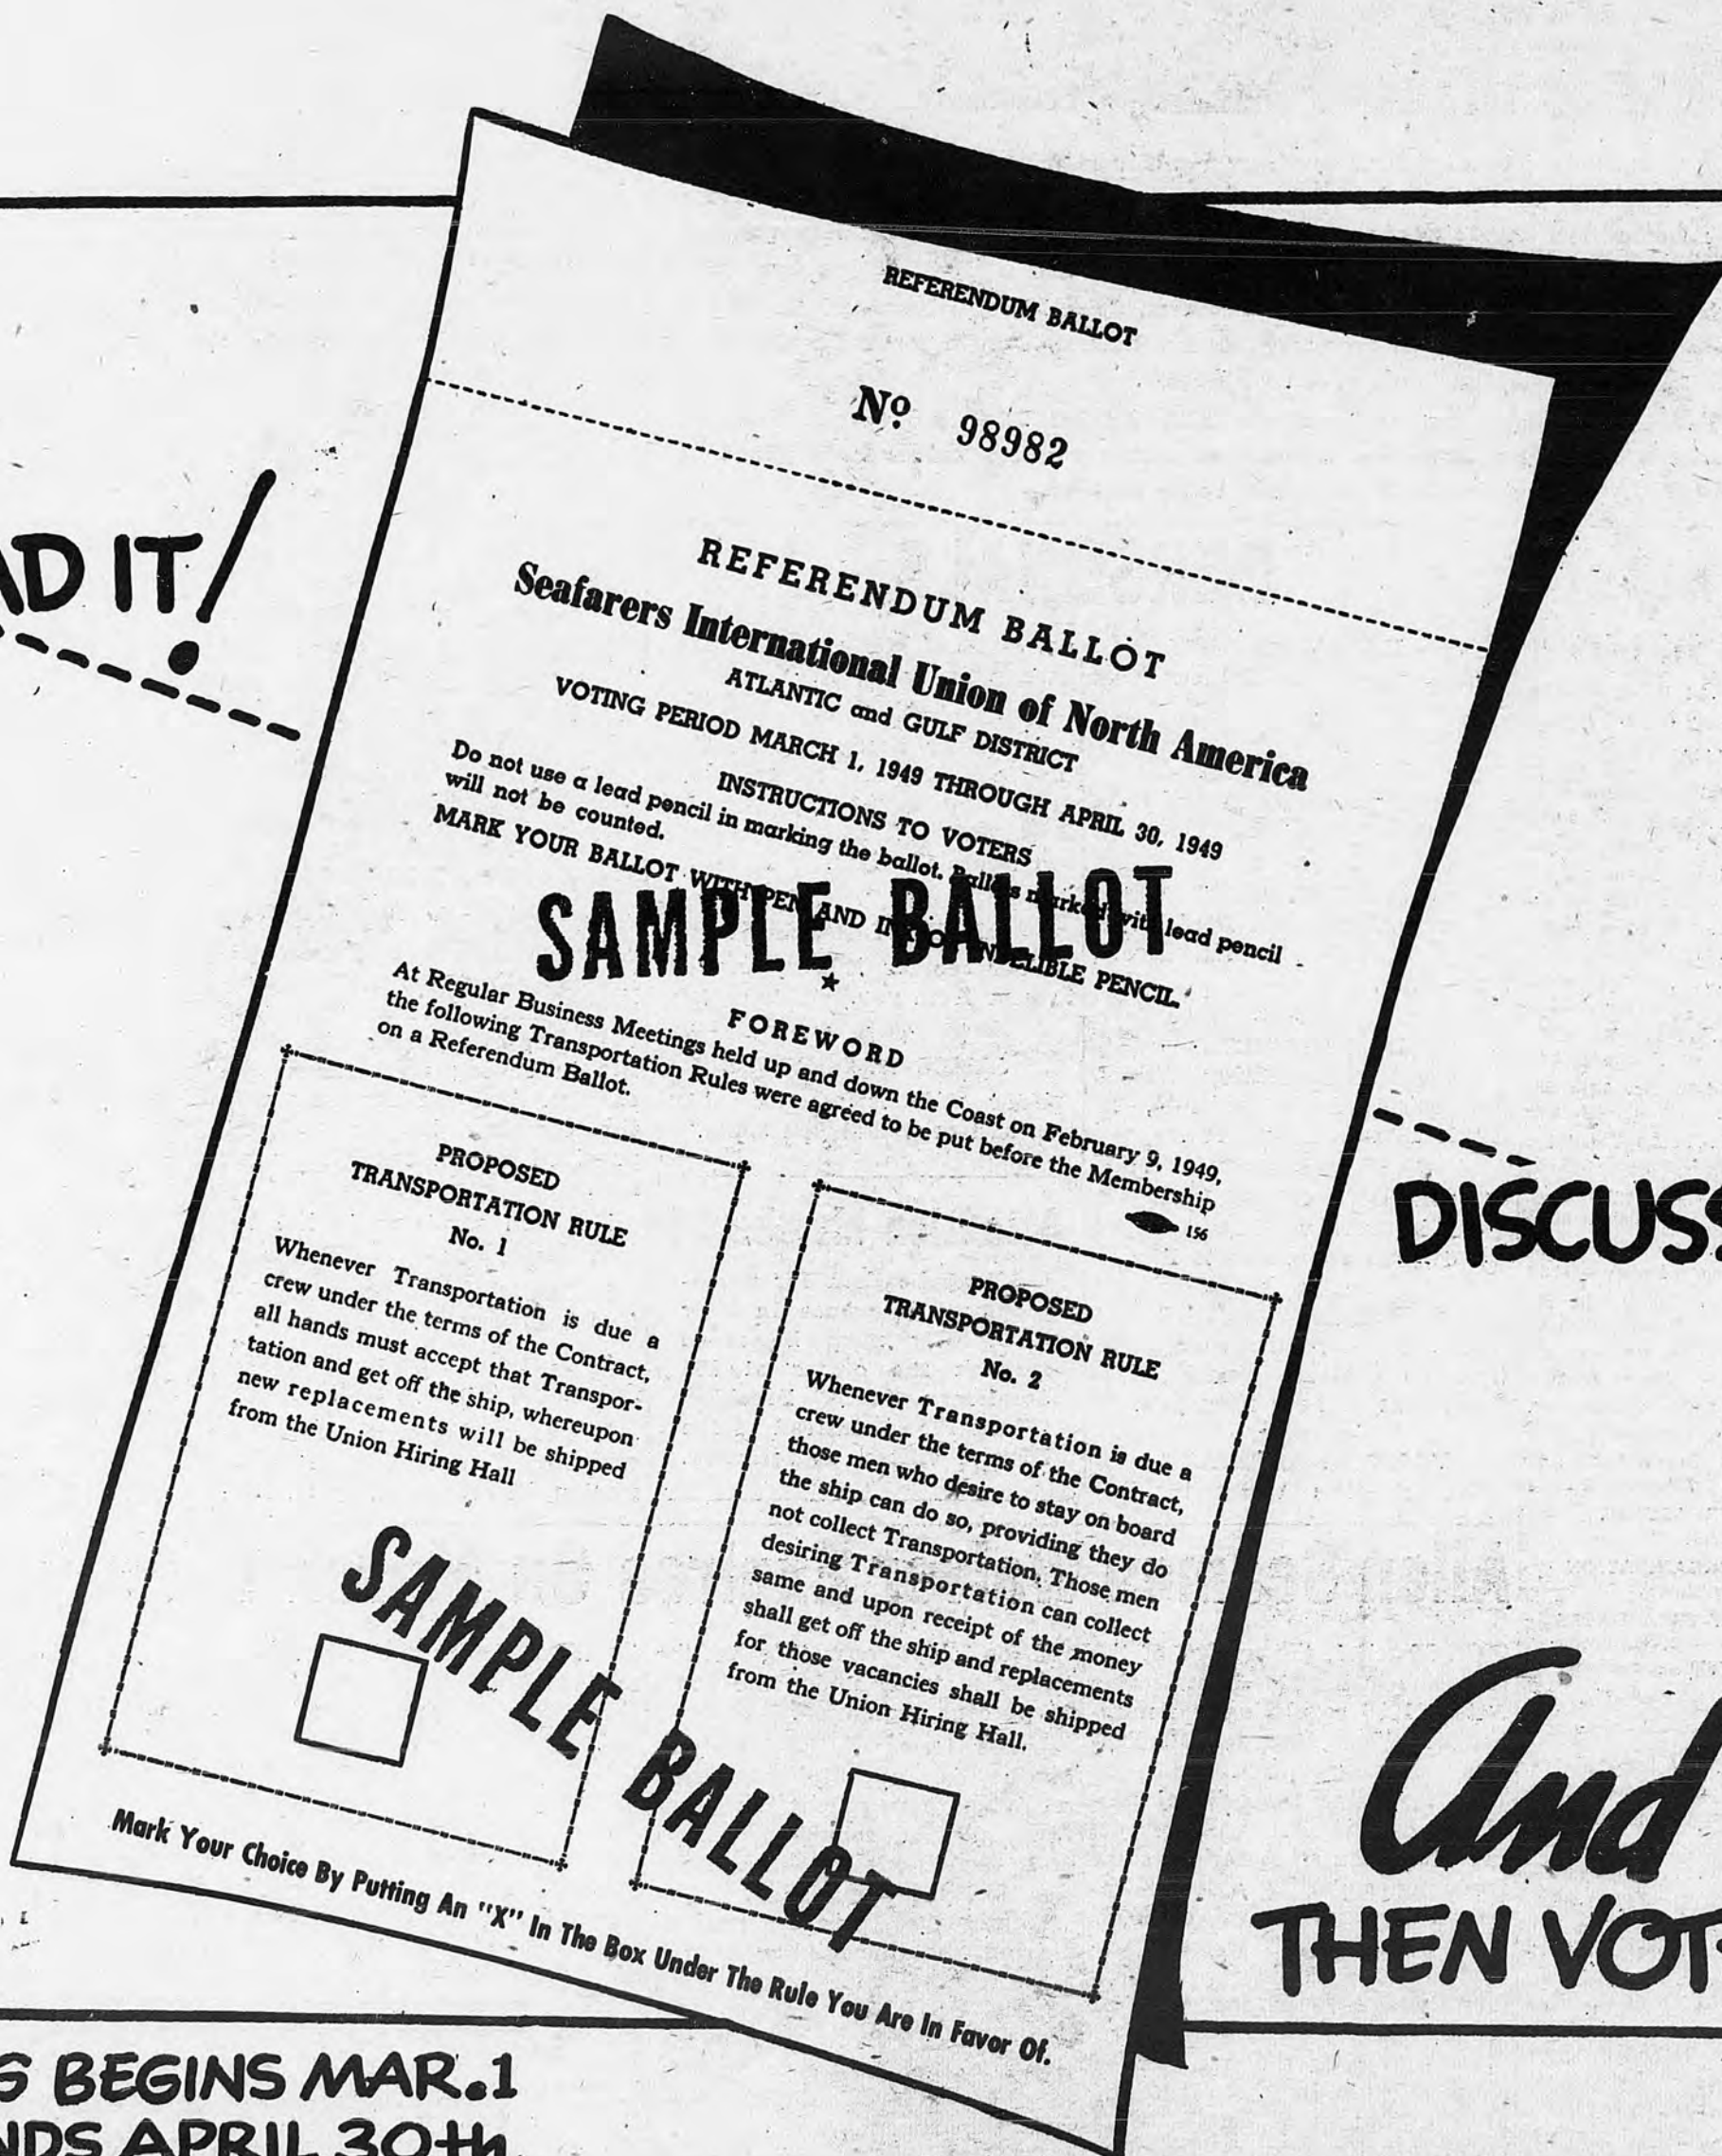 REFERENDUM BALLOT
Nº 98982
AD IT!
REFERENDUM BALLOT
Seafarers International Union of North America
ATLANTIC and GULF DISTRICT
VOTING PERIOD MARCH 1, 1949 THROUGH APRIL 30, 1949
INSTRUCTIONS TO VOTERS
Do not use a lead pencil in marking the ballot. Ballots marked with lead pencil
will not be counted.
MARK YOUR BALLOT WITH PEN AND INK OR INDELIBLE PENCIL.
SAMPLE BALLOT
★
FOREWORD
At Regular Business Meetings held up and down the Coast on February 9, 1949,
the following Transportation Rules were agreed to be put before the Membership
on a Referendum Ballot.
156
PROPOSED
TRANSPORTATION RULE
No. 1
Whenever Transportation is due a
crew under the terms of the Contract,
all hands must accept that Transpor-
tation and get off the ship, whereupon
new replacements will be shipped
from the Union Hiring Hall
PROPOSED
TRANSPORTATION RULE
No. 2
Whenever Transportation is due a
crew under the terms of the Contract,
those men who desire to stay on board
the ship can do so, providing they do
not collect Transportation. Those men
desiring Transportation can collect
same and upon receipt of the money
shall get off the ship and replacements
for those vacancies shall be shipped
from the Union Hiring Hall.
SAMPLE BALLOT
Mark Your Choice By Putting An "X" In The Box Under The Rule You Are In Favor Of.
DISCUSS
And
THEN VOT
G BEGINS MAR.1
NDS APRIL 30th